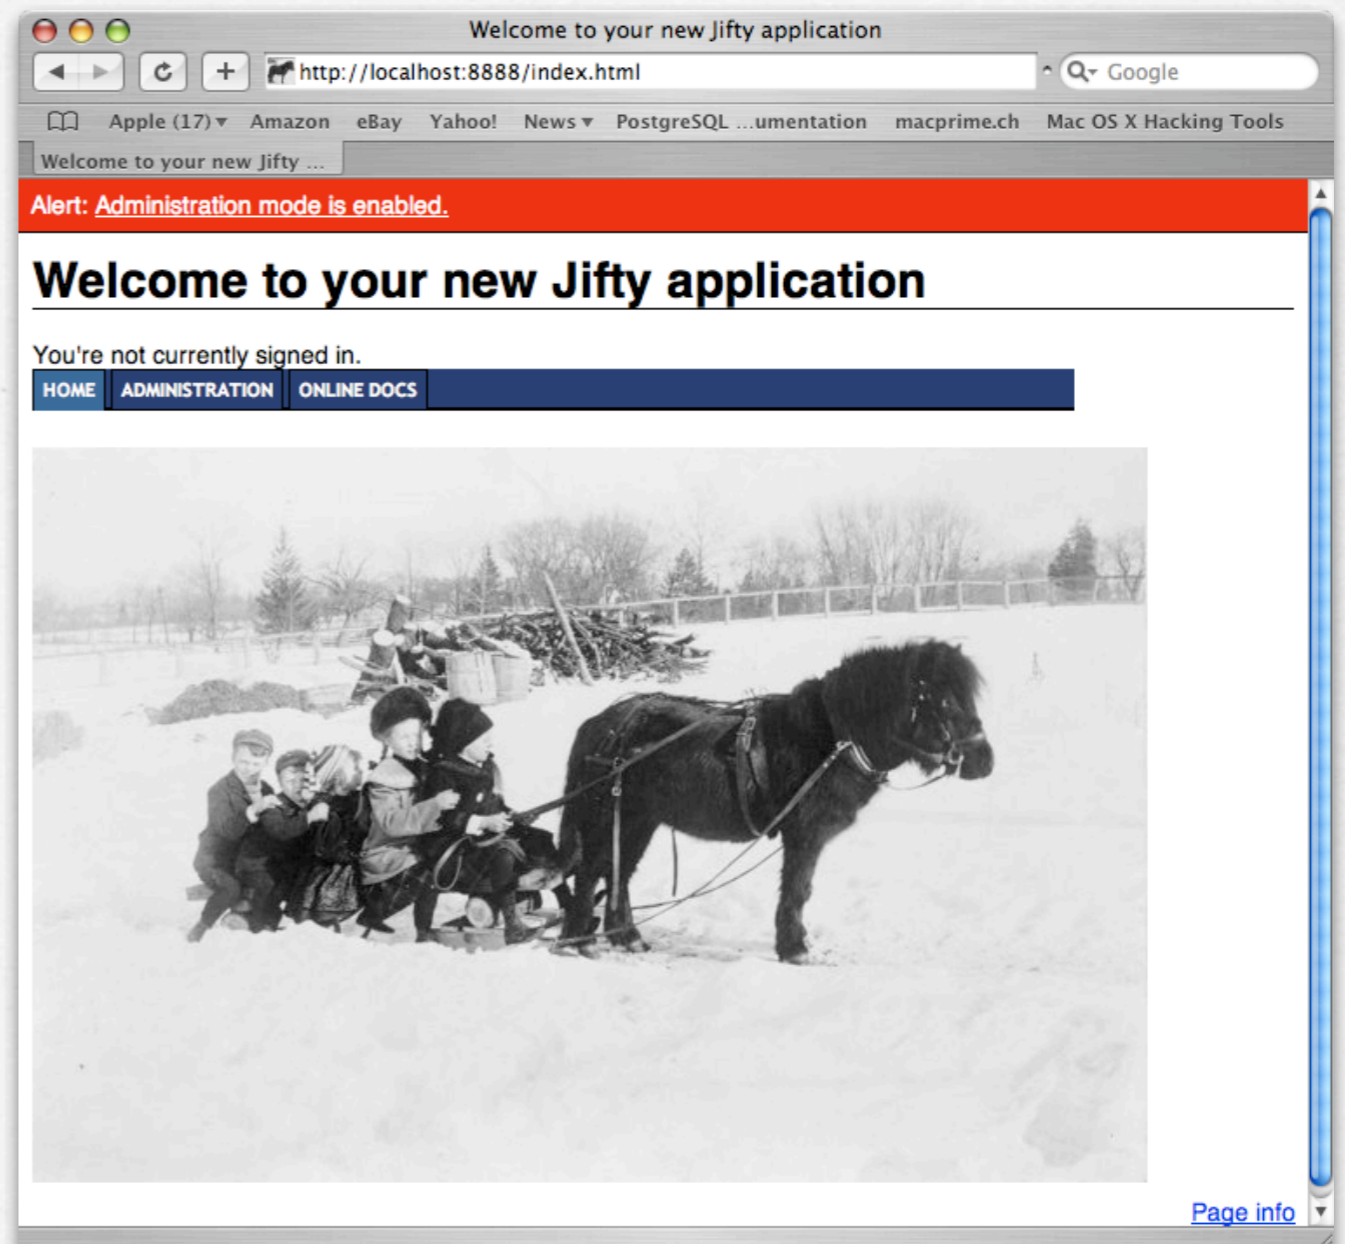 Welcome to your new Jifty application
http://localhost:8888/index.html
Google
Apple (17) Amazon eBay Yahoo! News PostgreSQL ...umentation macprime.ch Mac OS X Hacking Tools
Welcome to your new Jifty ...
Alert: Administration mode is enabled.
Welcome to your new Jifty application
You're not currently signed in.
HOME ADMINISTRATION ONLINE DOCS
Page info